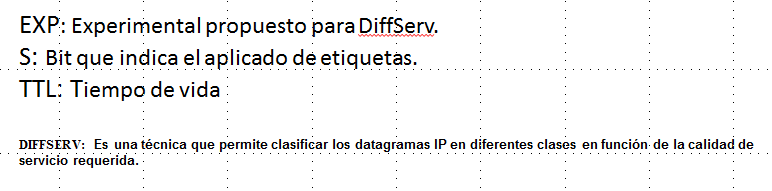 EXP: Experimental propuesto para DiffServ.
S: Bit que indica el aplicado de etiquetas.
TTL: Tiempo de vida
DIFFSERV: Es una técnica que permite clasificar los datagramas IP en diferentes clases en función de la calidad de
servicio requerida.